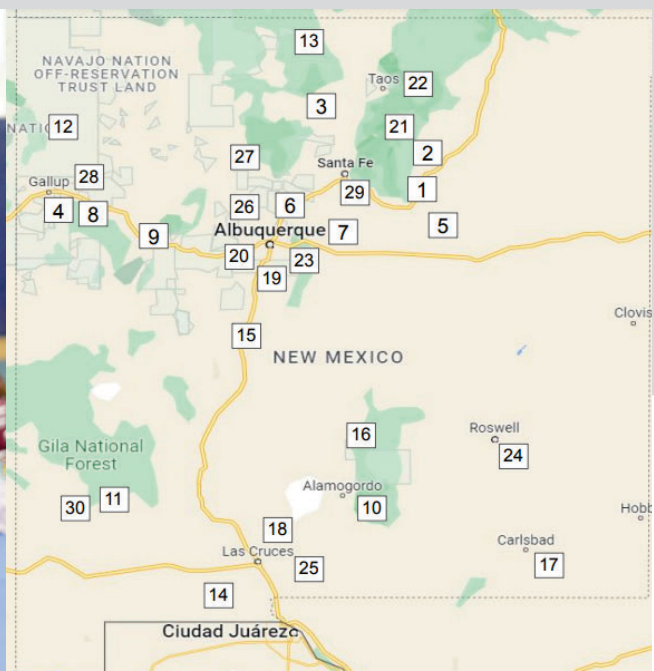 13
NAVAJO NATION
OFF-RESERVATION
TRUST LAND
Taos
22
3
NATIO
12
21
2
27
Santa Fe
28
Gallup
29
1
4
8
26
6
5
9
Albuquerque
7
20
23
19
Clovis
15
NEW MEXICO
16
Roswell
24
Gila National
Forest
Alamogordo
30
11
10
Hobb
18
Las Cruces
Carlsbad
25
17
14
Ciudad Juárez